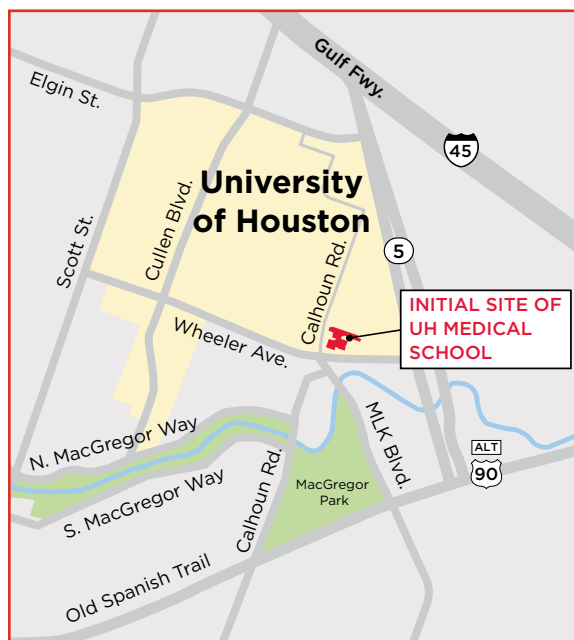 Gulf Fwy.
Elgin St.
45
University
of Houston
Cullen Blvd.
Scott St.
Calhoun Rd.
5
INITIAL SITE OF
UH MEDICAL
SCHOOL
Wheeler Ave.
N. MacGregor Way
MLK Blvd.
ALT
90
S. MacGregor Way
Calhoun Rd.
MacGregor
Park
Old Spanish Trail